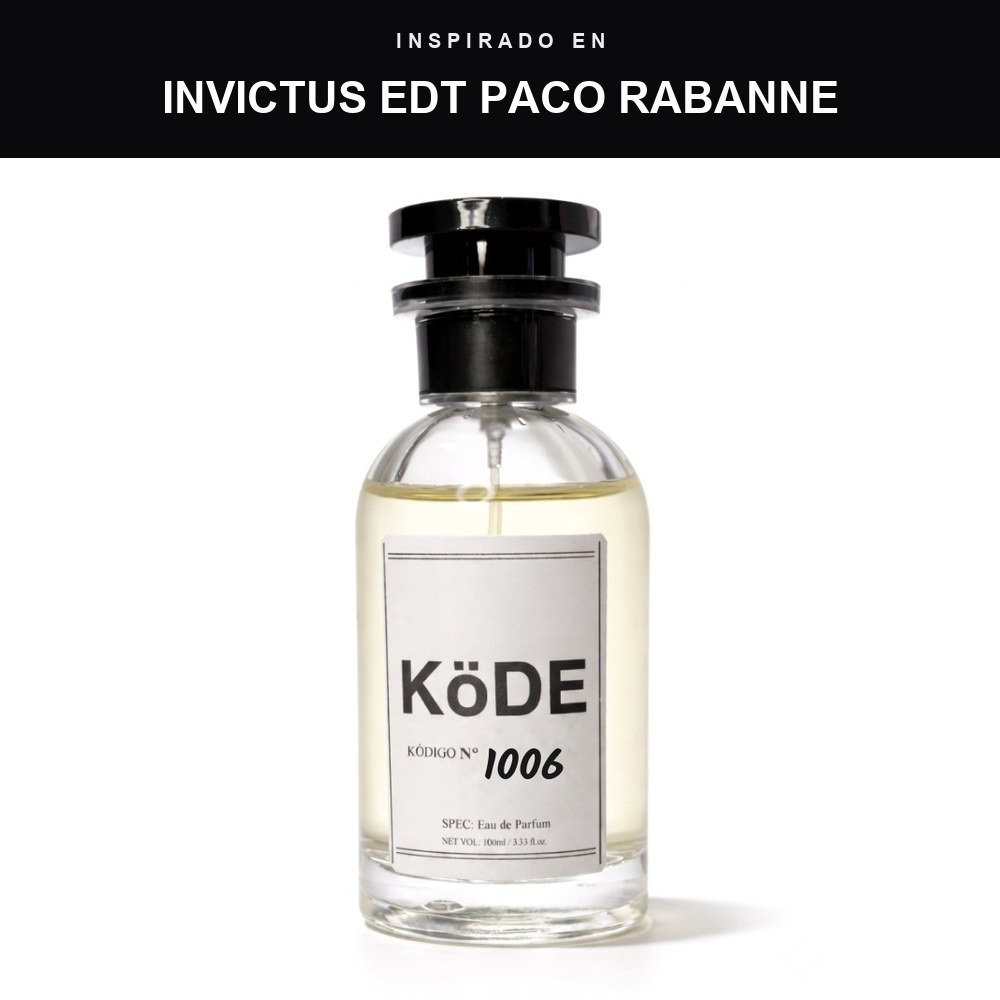 INSPIRADO EN
INVICTUS EDT PACO RABANNE
KöDE
KÓDIGO Nº 1006
SPEC: Eau de Parfum
NET VOL: 100ml / 3.33 fl.oz.